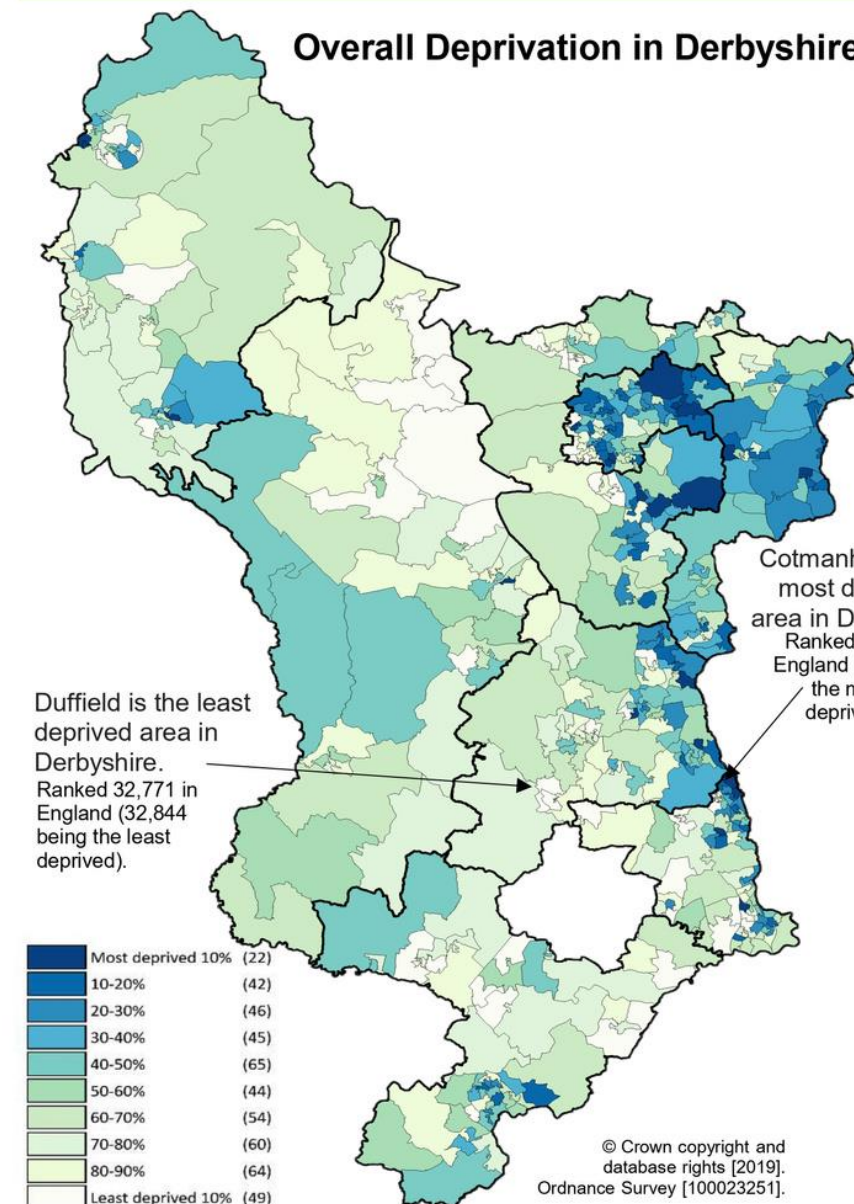 Overall Deprivation in Derbyshire
Cotmanh
most d
area in D
Ranked
England
the m
depriv
Duffield is the least
deprived area in
Derbyshire.
Ranked 32,771 in
England (32,844
being the least
deprived).
Most deprived 10% (22)
10-20% (42)
20-30% (46)
30-40% (45)
40-50% (65)
50-60% (44)
60-70% (54)
70-80% (60)
80-90% (64)
Least deprived 10% (49)
© Crown copyright and
database rights [2019].
Ordnance Survey [100023251].